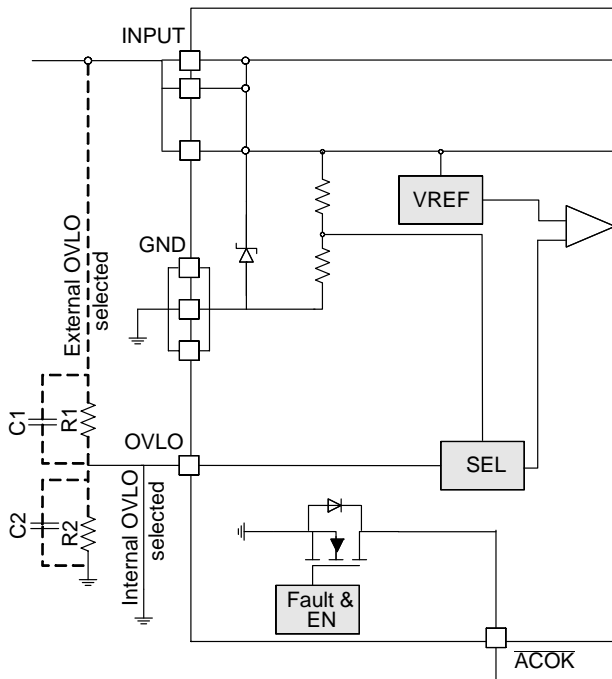 INPUT
VREF
GND
External OVLO
selected
C1
R1
OVLO
SEL
C2
R2
Internal OVLO
selected
Fault &
EN
ACOK